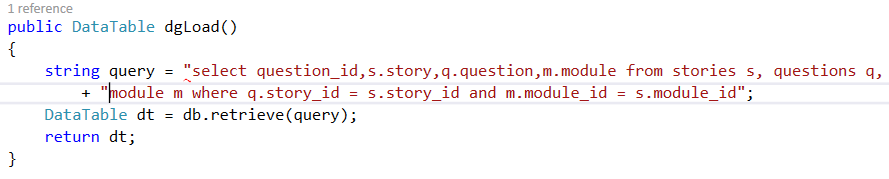 1 reference
public DataTable dgLoad()
{
string query = "select question_id,s.story,q.question,m.module from stories s, questions q,
+ "module m where q.story_id = s.story_id and m.module_id = s.module_id";
DataTable dt = db.retrieve(query);
return dt;
}